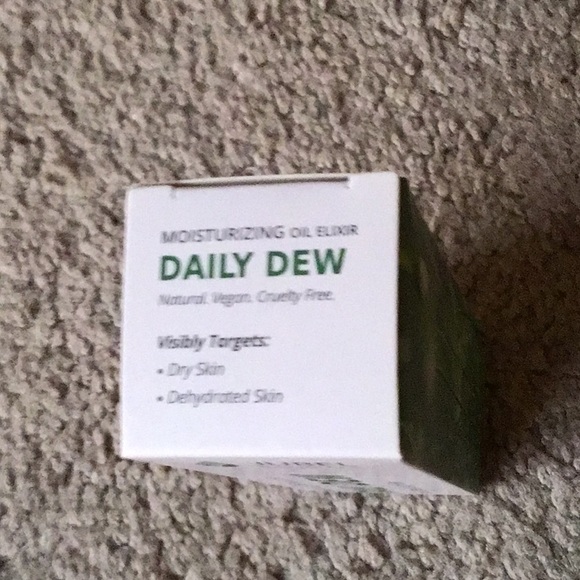 MOISTURIZING OIL ELIXIR
DAILY DEW
Natural. Vegan. Cruelty Free.
Visibly Targets:
• Dry Skin
• Dehydrated Skin